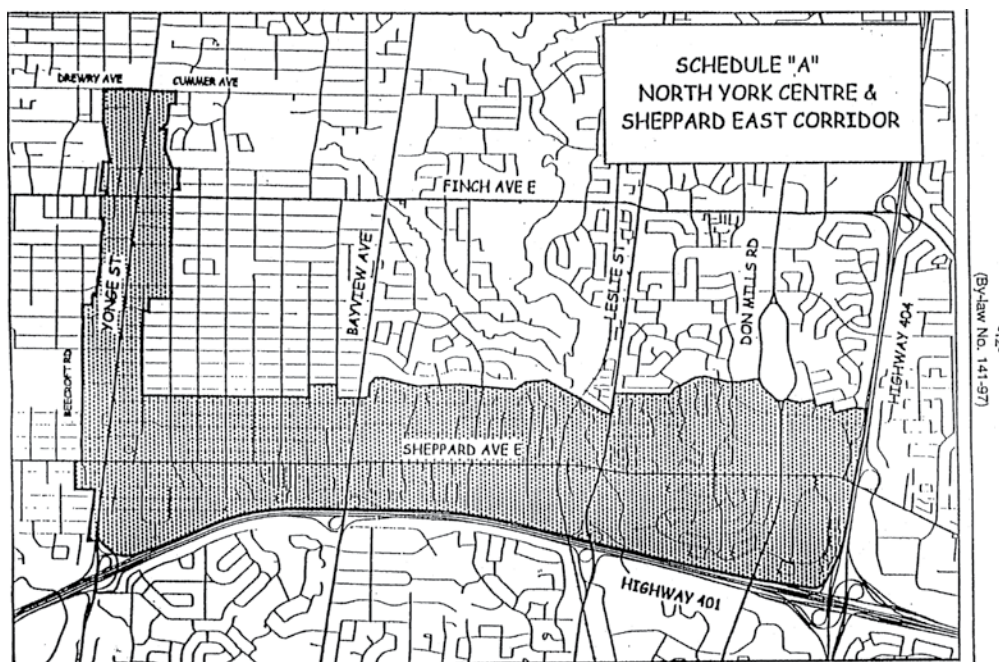 SCHEDULE "A"
NORTH YORK CENTRE &
SHEPPARD EAST CORRIDOR
DREWRY AVE
CUMMER AVE
FINCH AVE E
YONGE ST
BAYVIEW AVE
LESLIE ST
DON MILLS RD
HIGHWAY 404
BEECROFT RD
SHEPPARD AVE E
HIGHWAY 401
(By-law No. 141-97)